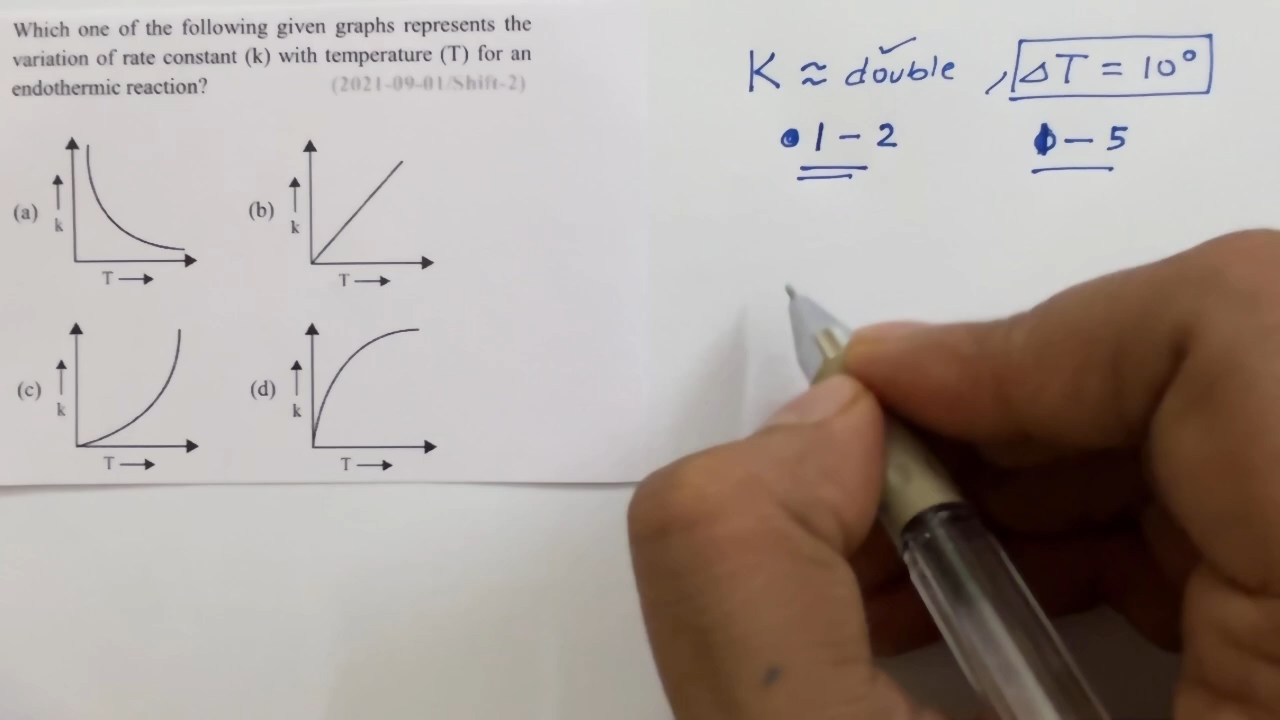 Which one of the following given graphs represents the
variation of rate constant (k) with temperature (T) for an
endothermic reaction?
(2021-09-01/Shift-2)
(a)
k
T
(b)
k
T
(c)
k
T
(d)
k
T
K ≈ double , ΔT = 10°
1 - 2
- 5